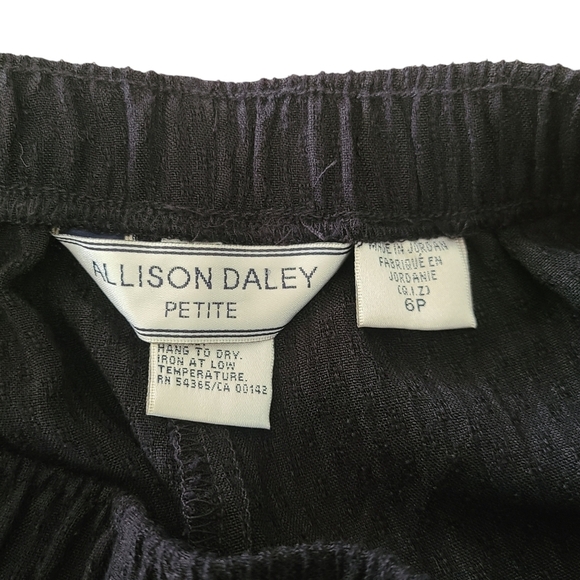 ALLISON DALEY
PETITE
HANG TO DRY.
IRON AT LOW
TEMPERATURE.
RN 54365/CA 00142
MADE IN JORDAN
FABRIQUÉ EN
JORDANIE
(Q.I.Z)
6P